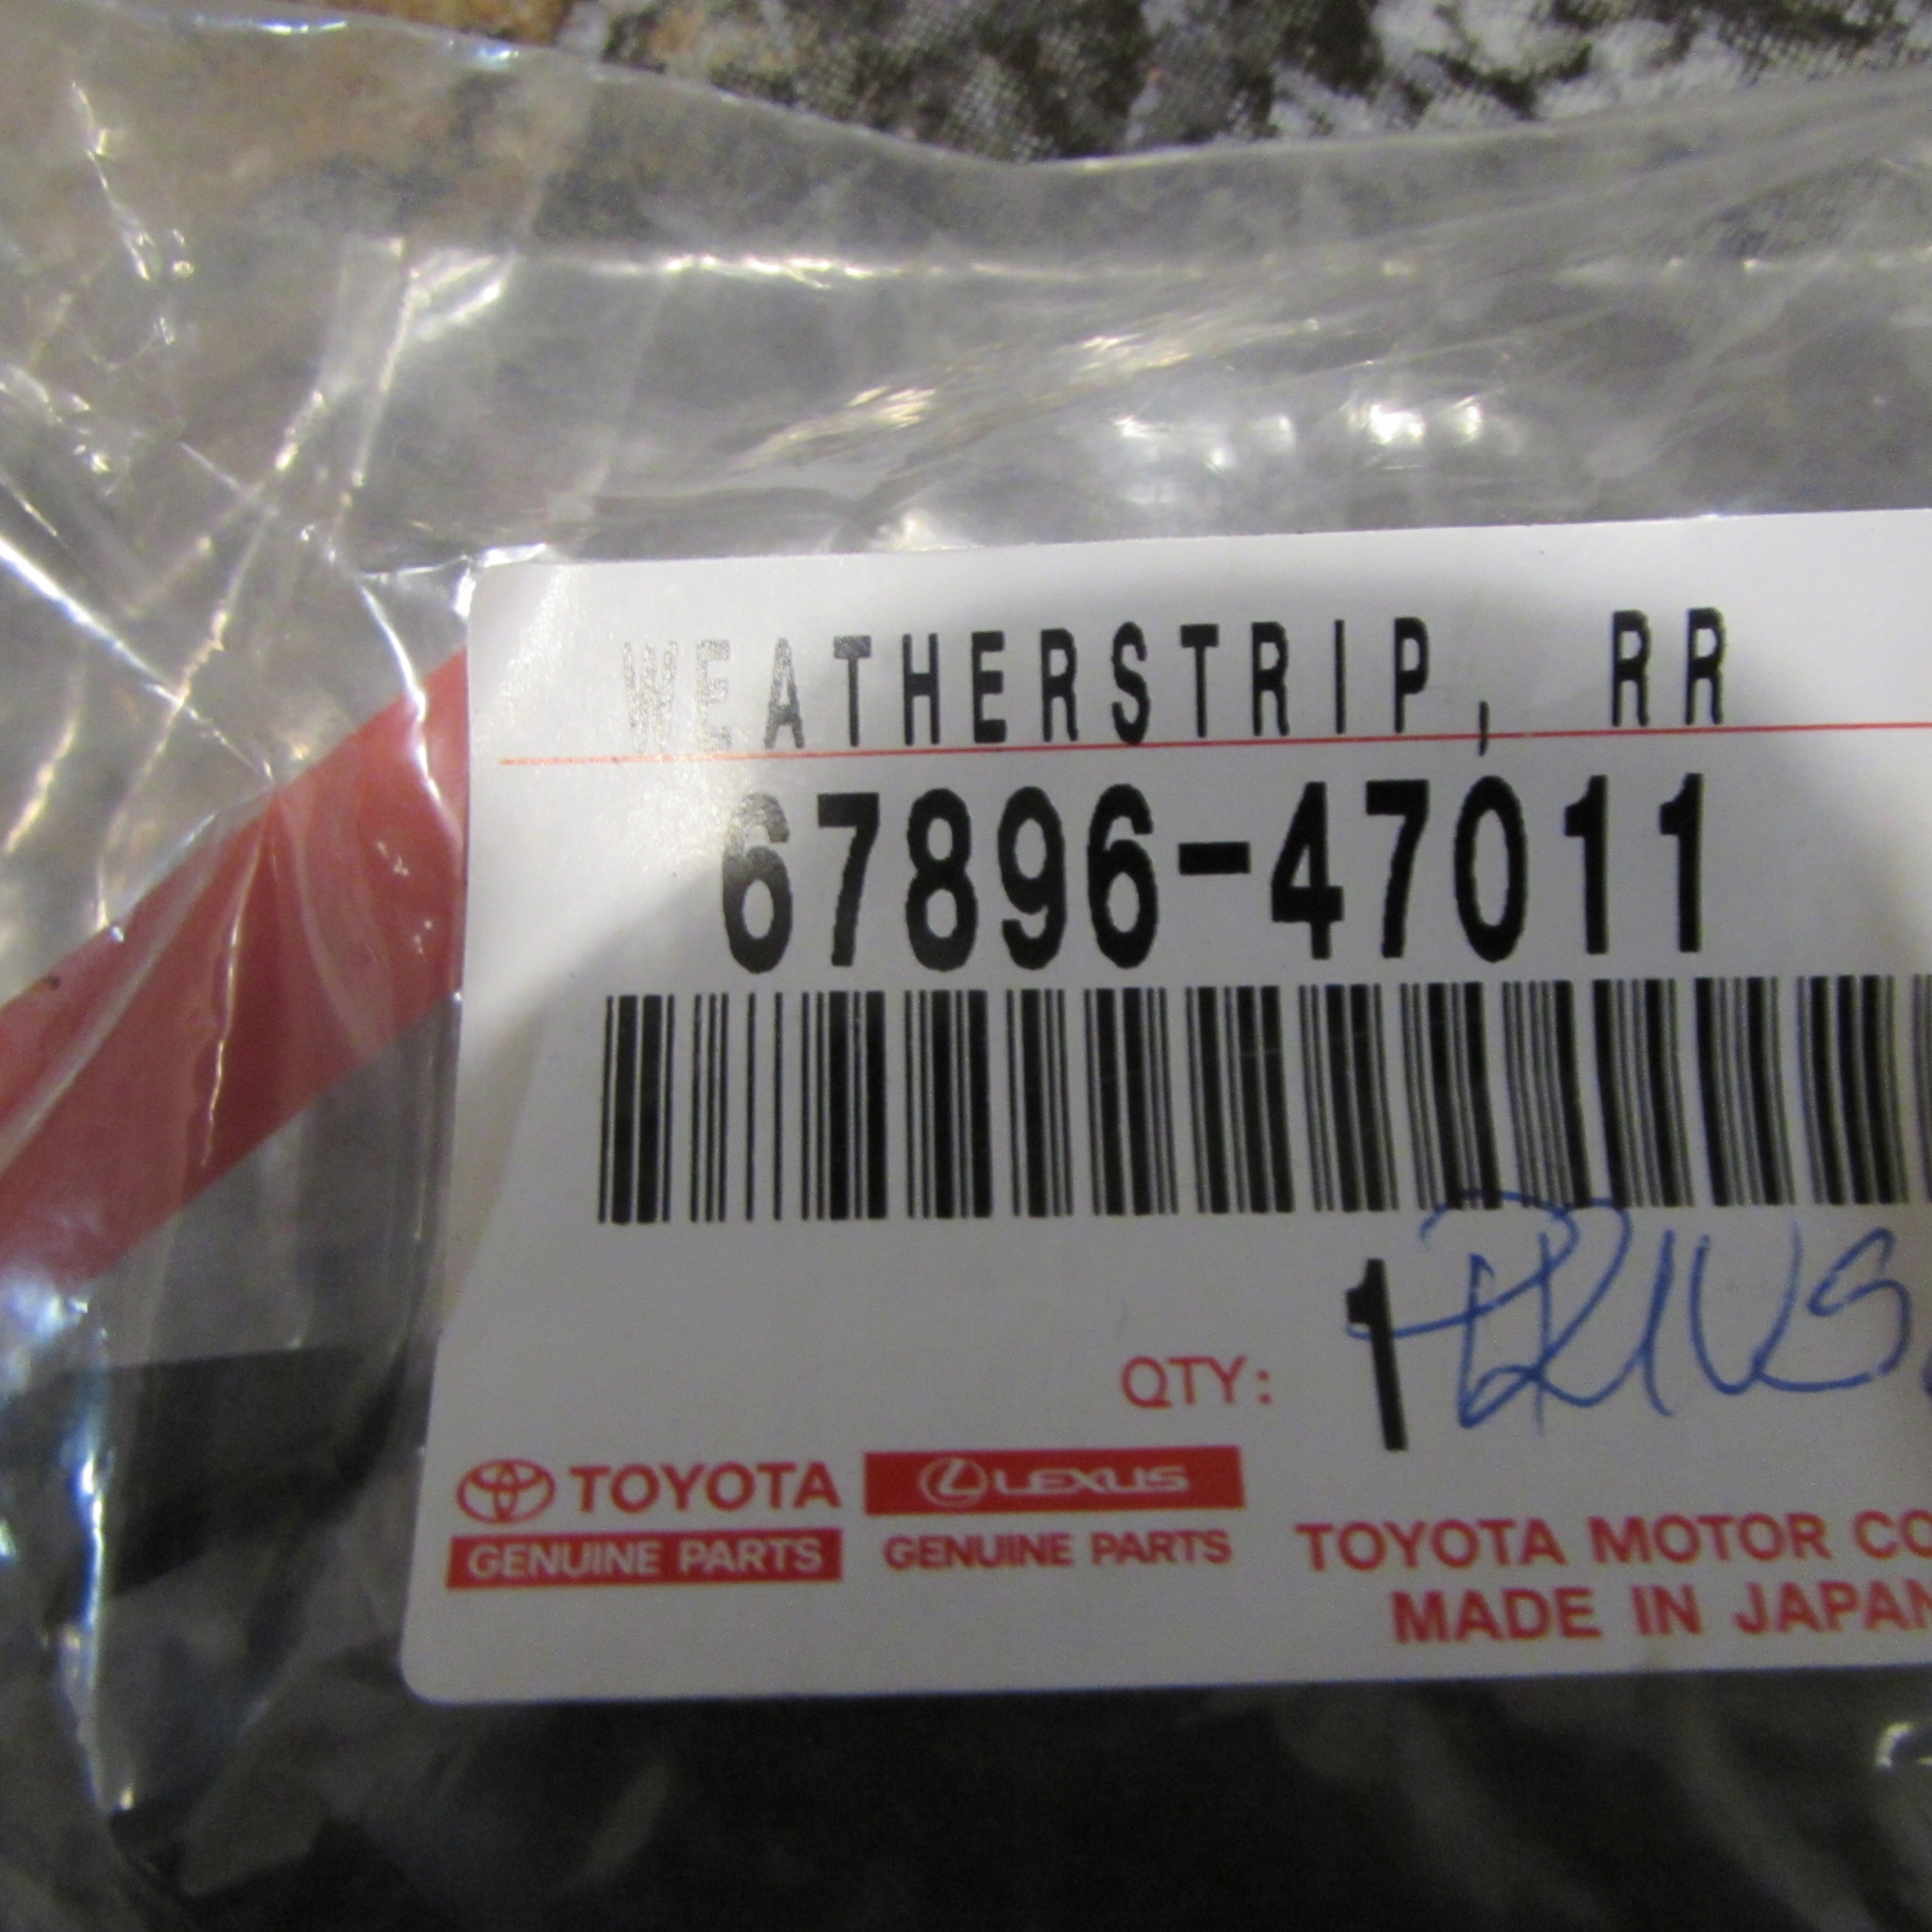 WEATHERSTRIP, RR
67896-47011
QTY: 1 PRIUS
TOYOTA LEXUS
GENUINE PARTS GENUINE PARTS
TOYOTA MOTOR CO
MADE IN JAPAN